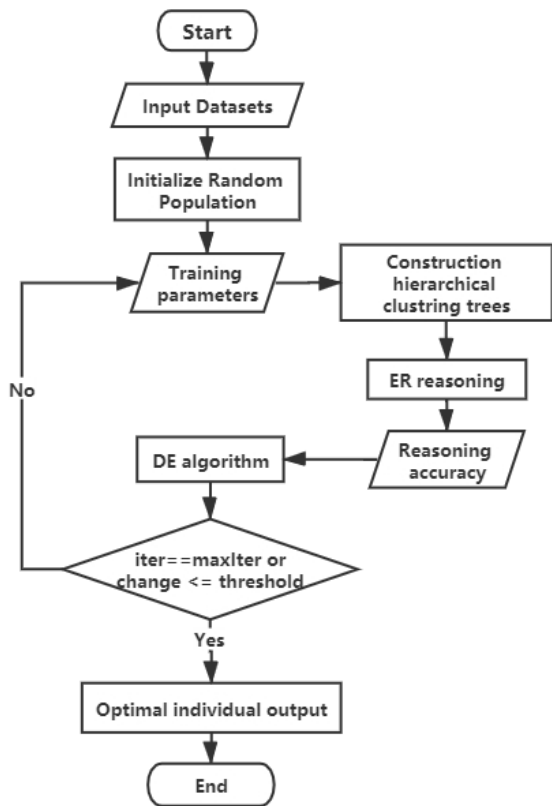 Start
Input Datasets
Initialize Random
Population
Training
parameters
Construction
hierarchical
clustring trees
ER reasoning
Reasoning
accuracy
DE algorithm
No
iter==maxIter or
change <= threshold
Yes
Optimal individual output
End